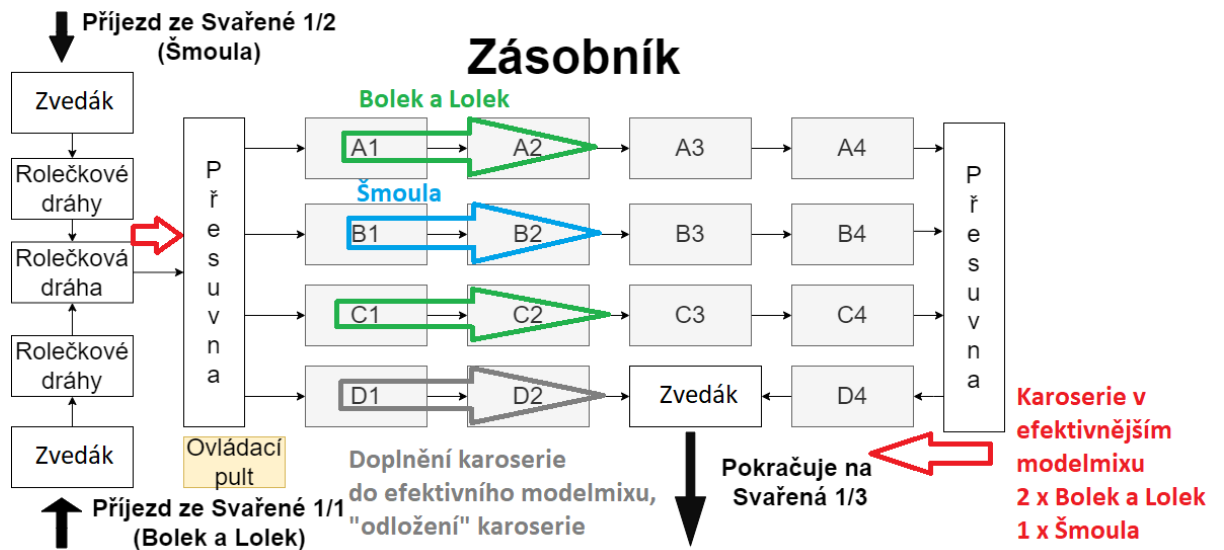 Příjezd ze Svařené 1/2
(Šmoula)
Zásobník
Zvedák
Bolek a Lolek
Přesuvna
A1
A2
A3
A4
Přesuvna
Rolečkové
dráhy
Šmoula
B1
B2
B3
B4
Rolečková
dráha
C1
C2
C3
C4
Rolečkové
dráhy
D1
D2
Zvedák
D4
Karoserie v
efektivnějším
modelmixu
2 x Bolek a Lolek
1 x Šmoula
Zvedák
Ovládací
pult
Doplnění karoserie
do efektivního modelmixu,
"odložení" karoserie
Pokračuje na
Svařená 1/3
Příjezd ze Svařené 1/1
(Bolek a Lolek)